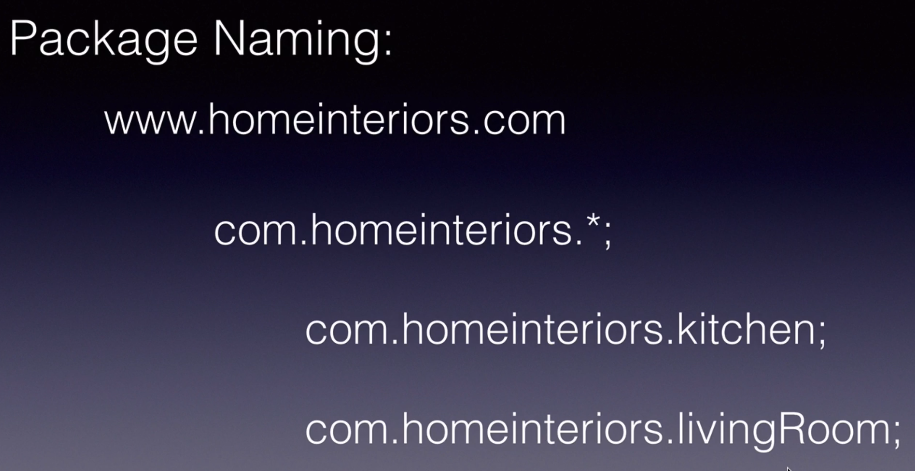 Package Naming:
www.homeinteriors.com
com.homeinteriors.*;
com.homeinteriors.kitchen;
com.homeinteriors.livingRoom;